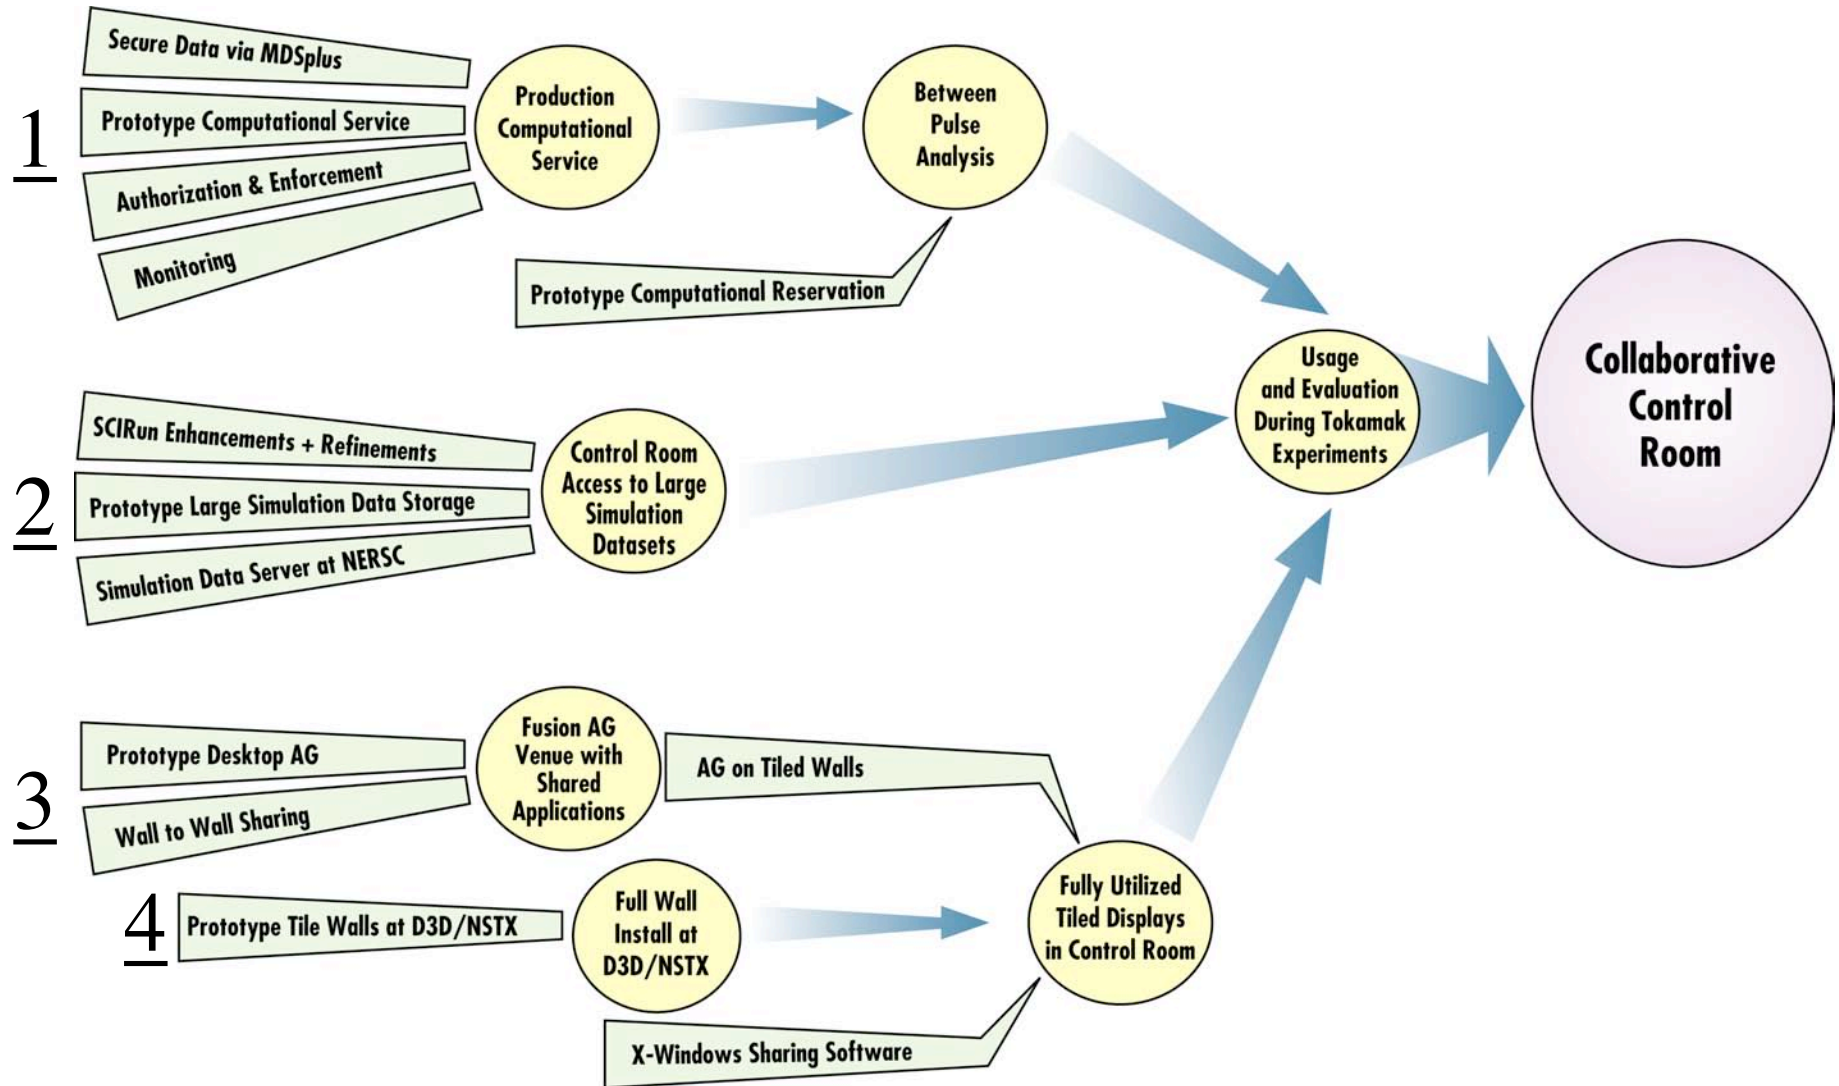 1
Secure Data via MDSplus
Prototype Computational Service
Authorization & Enforcement
Monitoring
Production
Computational
Service
Between
Pulse
Analysis
Prototype Computational Reservation
2
SCIRun Enhancements + Refinements
Prototype Large Simulation Data Storage
Simulation Data Server at NERSC
Control Room
Access to Large
Simulation
Datasets
Usage
and Evaluation
During Tokamak
Experiments
Collaborative
Control
Room
3
Prototype Desktop AG
Wall to Wall Sharing
Fusion AG
Venue with
Shared
Applications
AG on Tiled Walls
4
Prototype Tile Walls at D3D/NSTX
Full Wall
Install at
D3D/NSTX
Fully Utilized
Tiled Displays
in Control Room
X-Windows Sharing Software